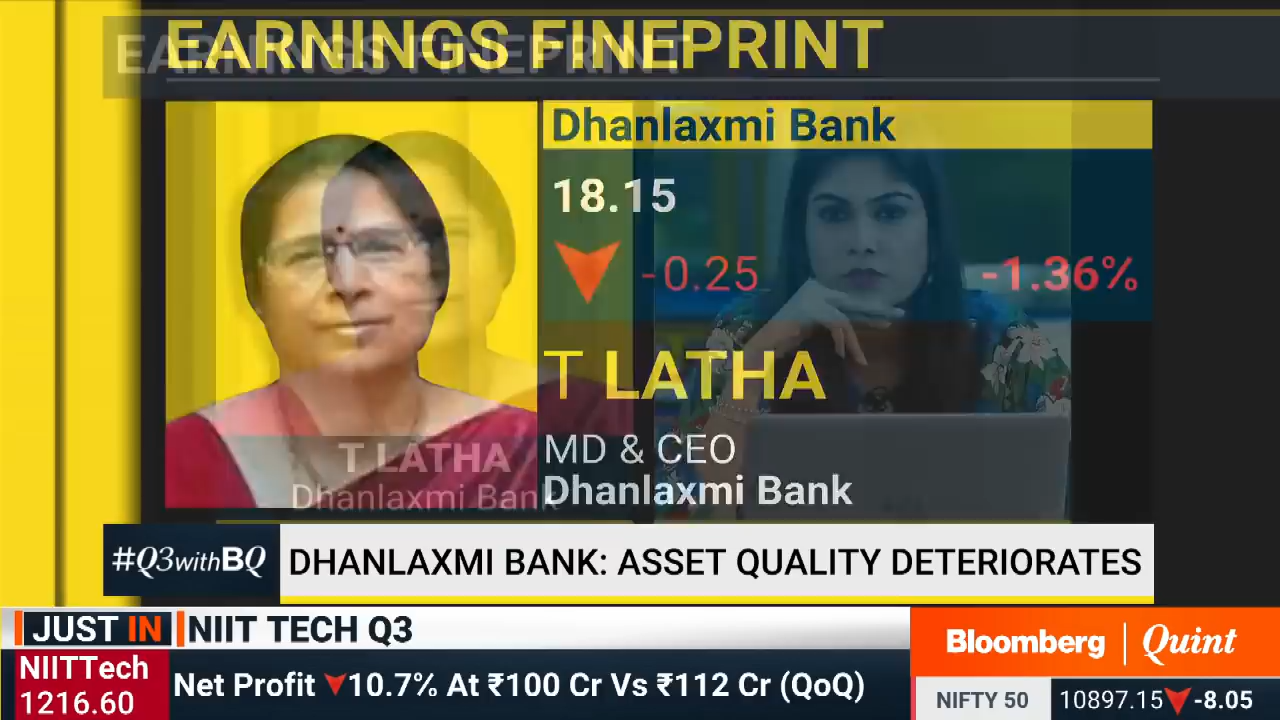 EARNINGS FINEPRINT
EARNINGS FINEPRINT
Dhanlaxmi Bank
18.15
-0.25 -1.36%
T LATHA
MD & CEO
Dhanlaxmi Bank
T LATHA
Dhanlaxmi Bank
#Q3withBQ DHANLAXMI BANK: ASSET QUALITY DETERIORATES
JUST IN NIIT TECH Q3
NIITTech
1216.60
Net Profit 10.7% At ₹100 Cr Vs ₹112 Cr (QoQ)
Bloomberg | Quint
NIFTY 50 10897.15 -8.05